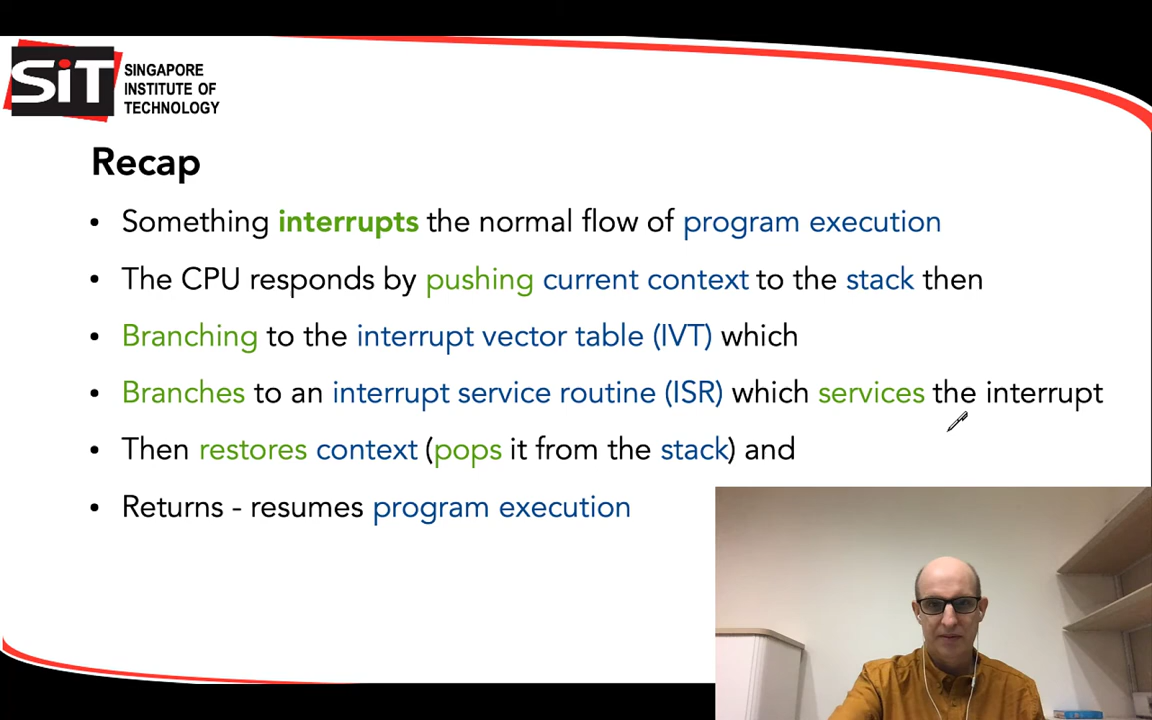 SiT
SINGAPORE
INSTITUTE OF
TECHNOLOGY
Recap
• Something interrupts the normal flow of program execution
• The CPU responds by pushing current context to the stack then
• Branching to the interrupt vector table (IVT) which
• Branches to an interrupt service routine (ISR) which services the interrupt
• Then restores context (pops it from the stack) and
• Returns - resumes program execution